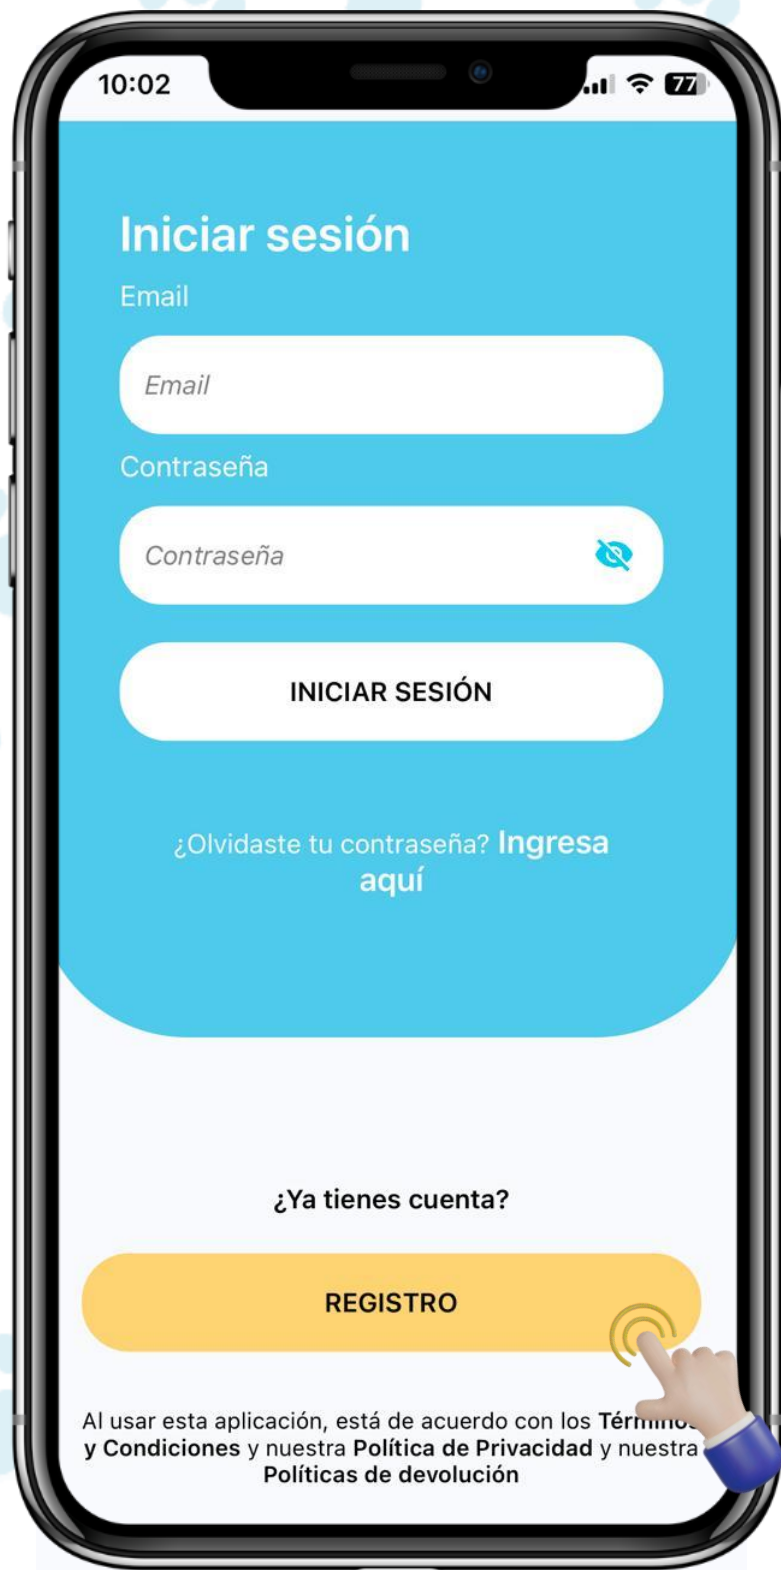 10:02
77
Iniciar sesión
Email
Email
Contraseña
Contraseña
INICIAR SESIÓN
¿Olvidaste tu contraseña? Ingresa
aquí
¿Ya tienes cuenta?
REGISTRO
Al usar esta aplicación, está de acuerdo con los Términos
y Condiciones y nuestra Política de Privacidad y nuestra
Políticas de devolución